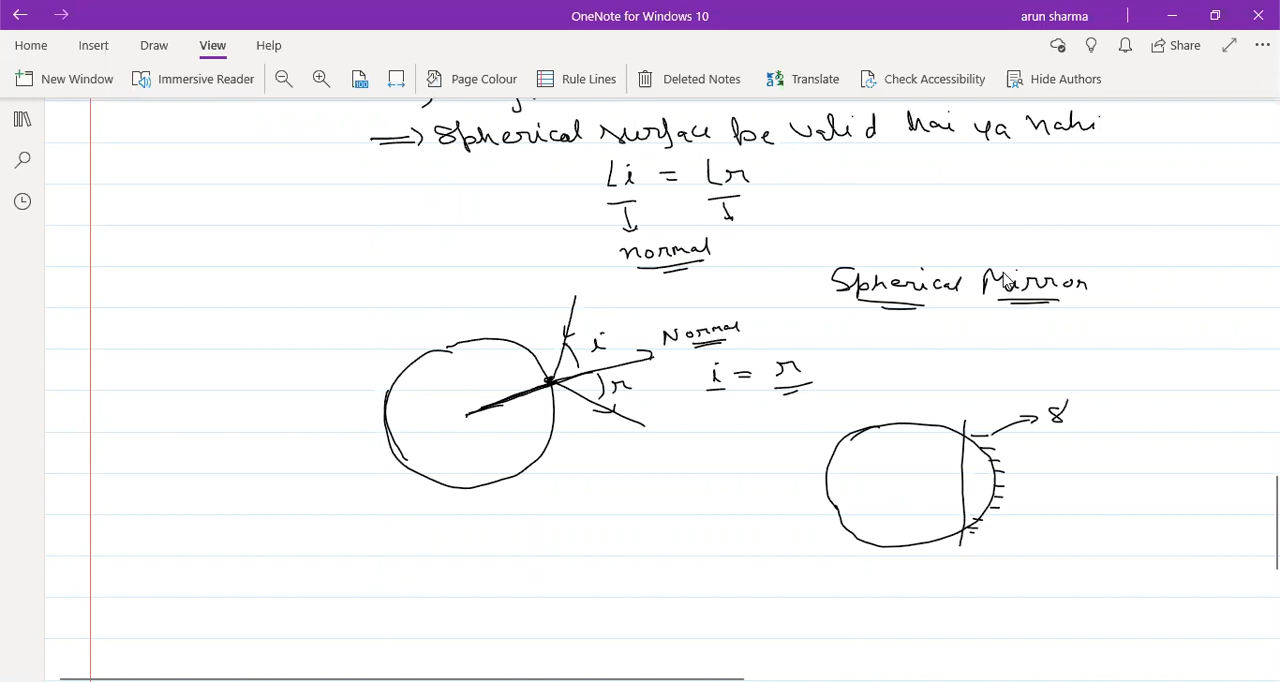 OneNote for Windows 10
arun sharma
Home Insert Draw View Help
Share
New Window
Immersive Reader
Page Colour
Rule Lines
Deleted Notes
Translate
Check Accessibility
Hide Authors
=> Spherical surface be valid hai ya nahi
∠i = ∠r
normal
Spherical Mirror
Normal
i
r
i = r